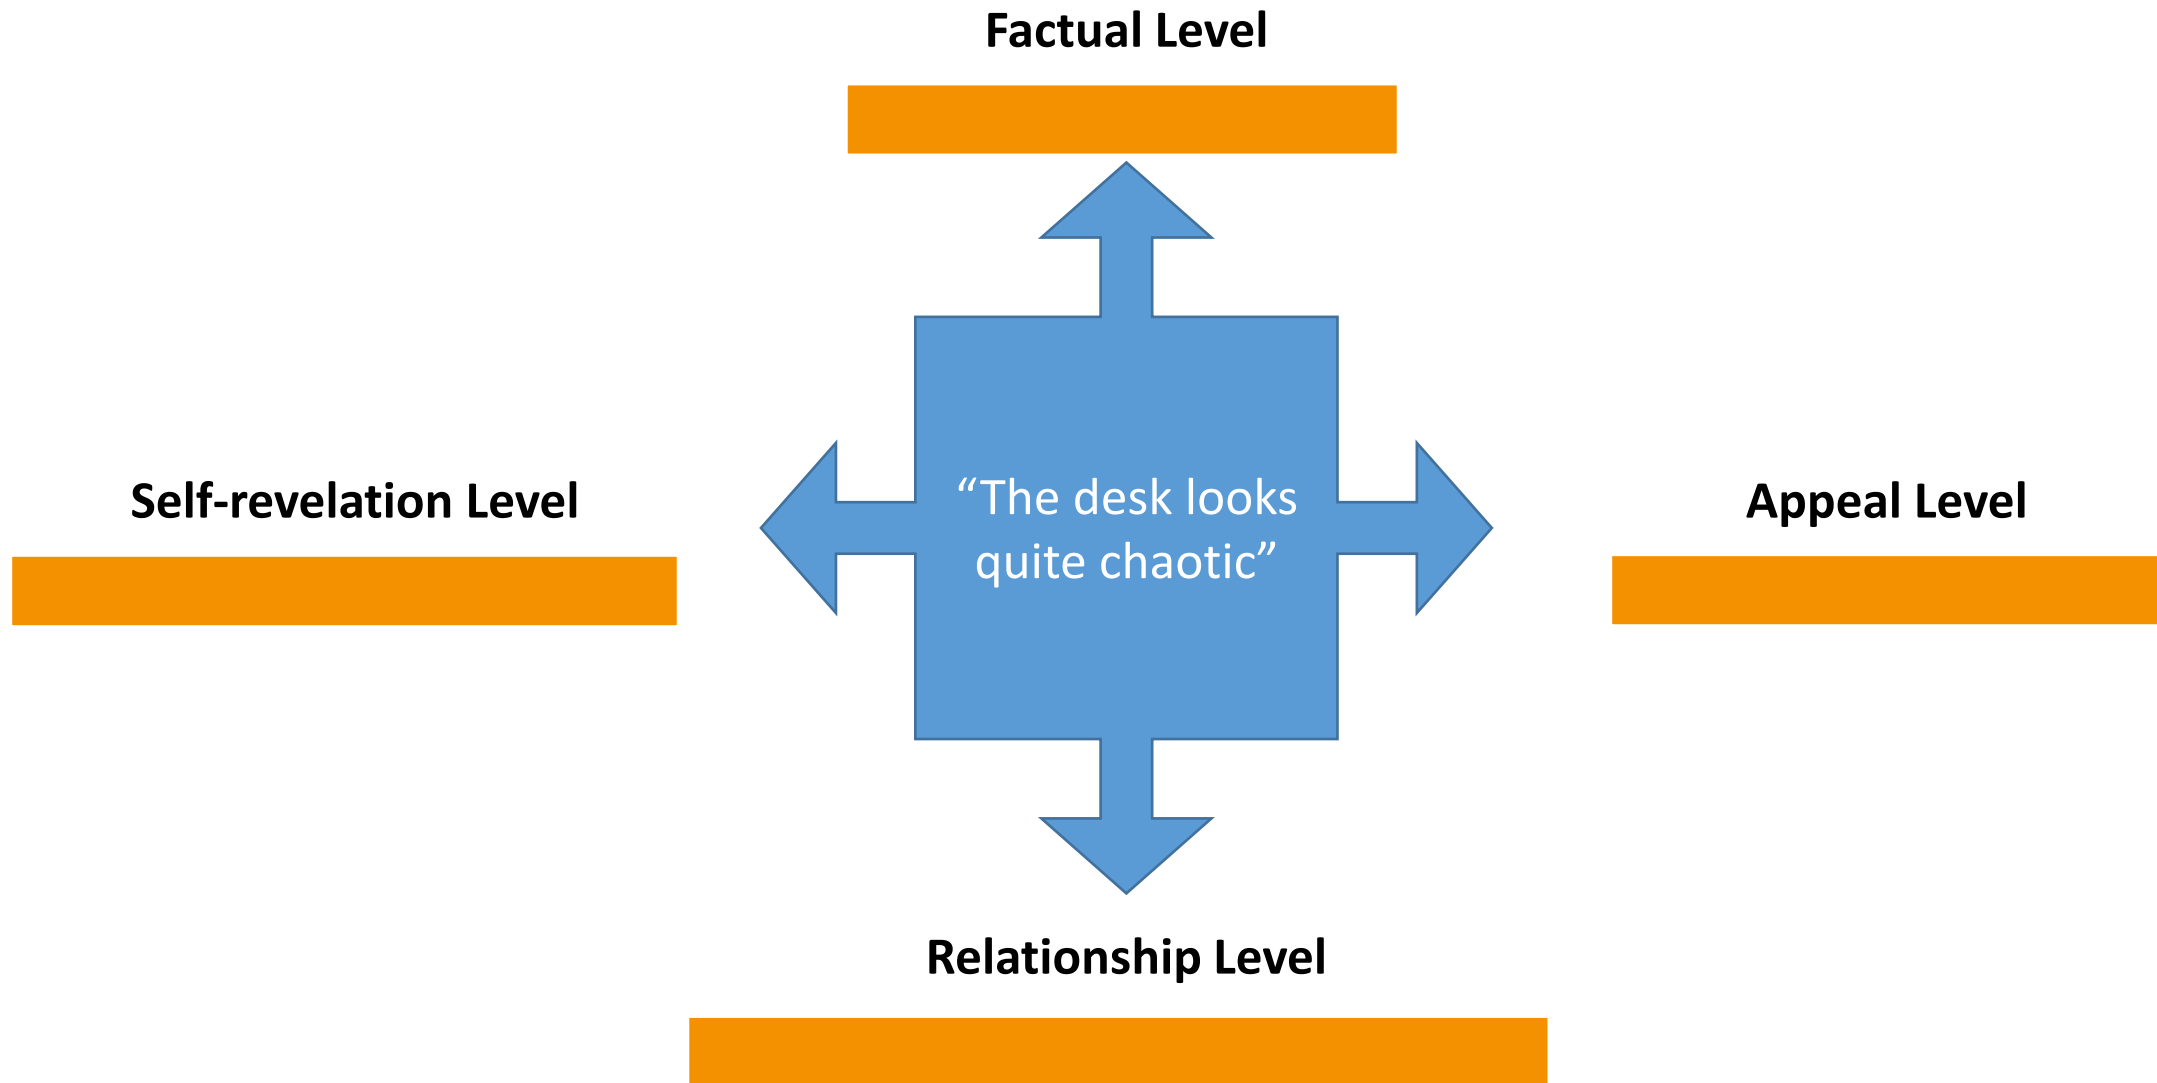 Factual Level
Self-revelation Level
“The desk looks
quite chaotic”
Appeal Level
Relationship Level